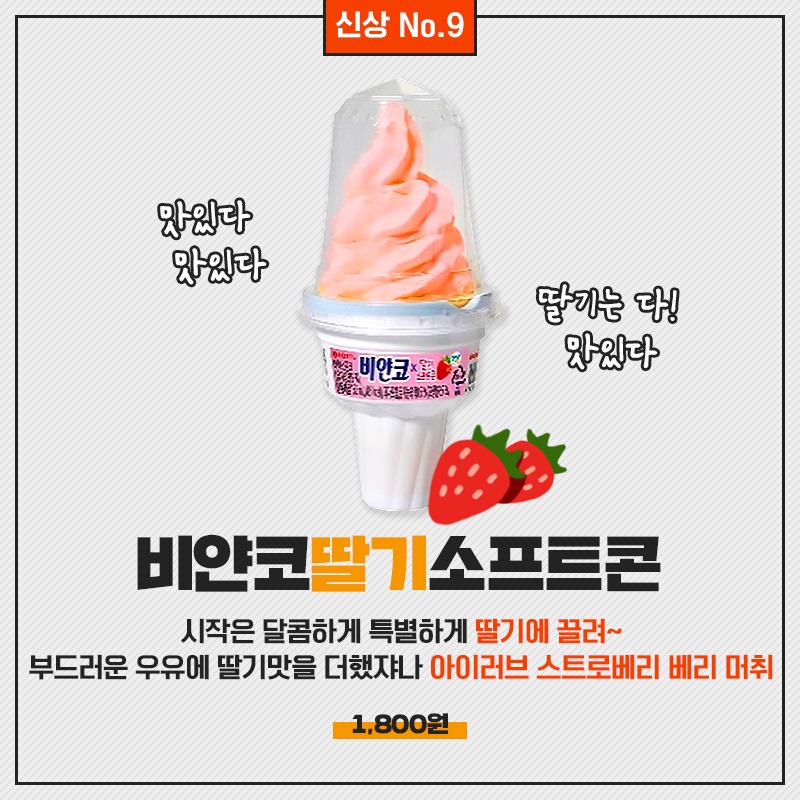 신상 No.9
맛있다
맛있다
딸기는 다!
맛있다
비얀코
비얀코딸기소프트콘
시작은 달콤하게 특별하게 딸기에 끌려~
부드러운 우유에 딸기맛을 더했쟈나 아이러브 스트로베리 베리 머취
1,800원